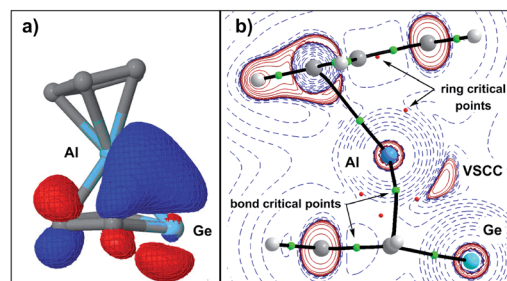 a)
Al
Ge
b)
ring critical
points
Al
VSCC
bond critical points
Ge